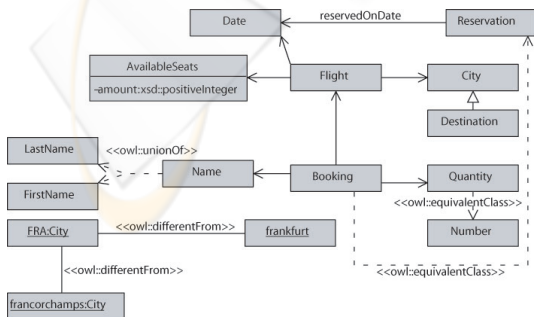 Date
reservedOnDate
Reservation
AvailableSeats
-amount:xsd::positiveInteger
Flight
City
Destination
LastName
<<owl::unionOf>>
FirstName
Name
Booking
Quantity
<<owl::equivalentClass>>
Number
FRA:City
<<owl::differentFrom>>
frankfurt
<<owl::differentFrom>>
<<owl::equivalentClass>>
francorchamps:City